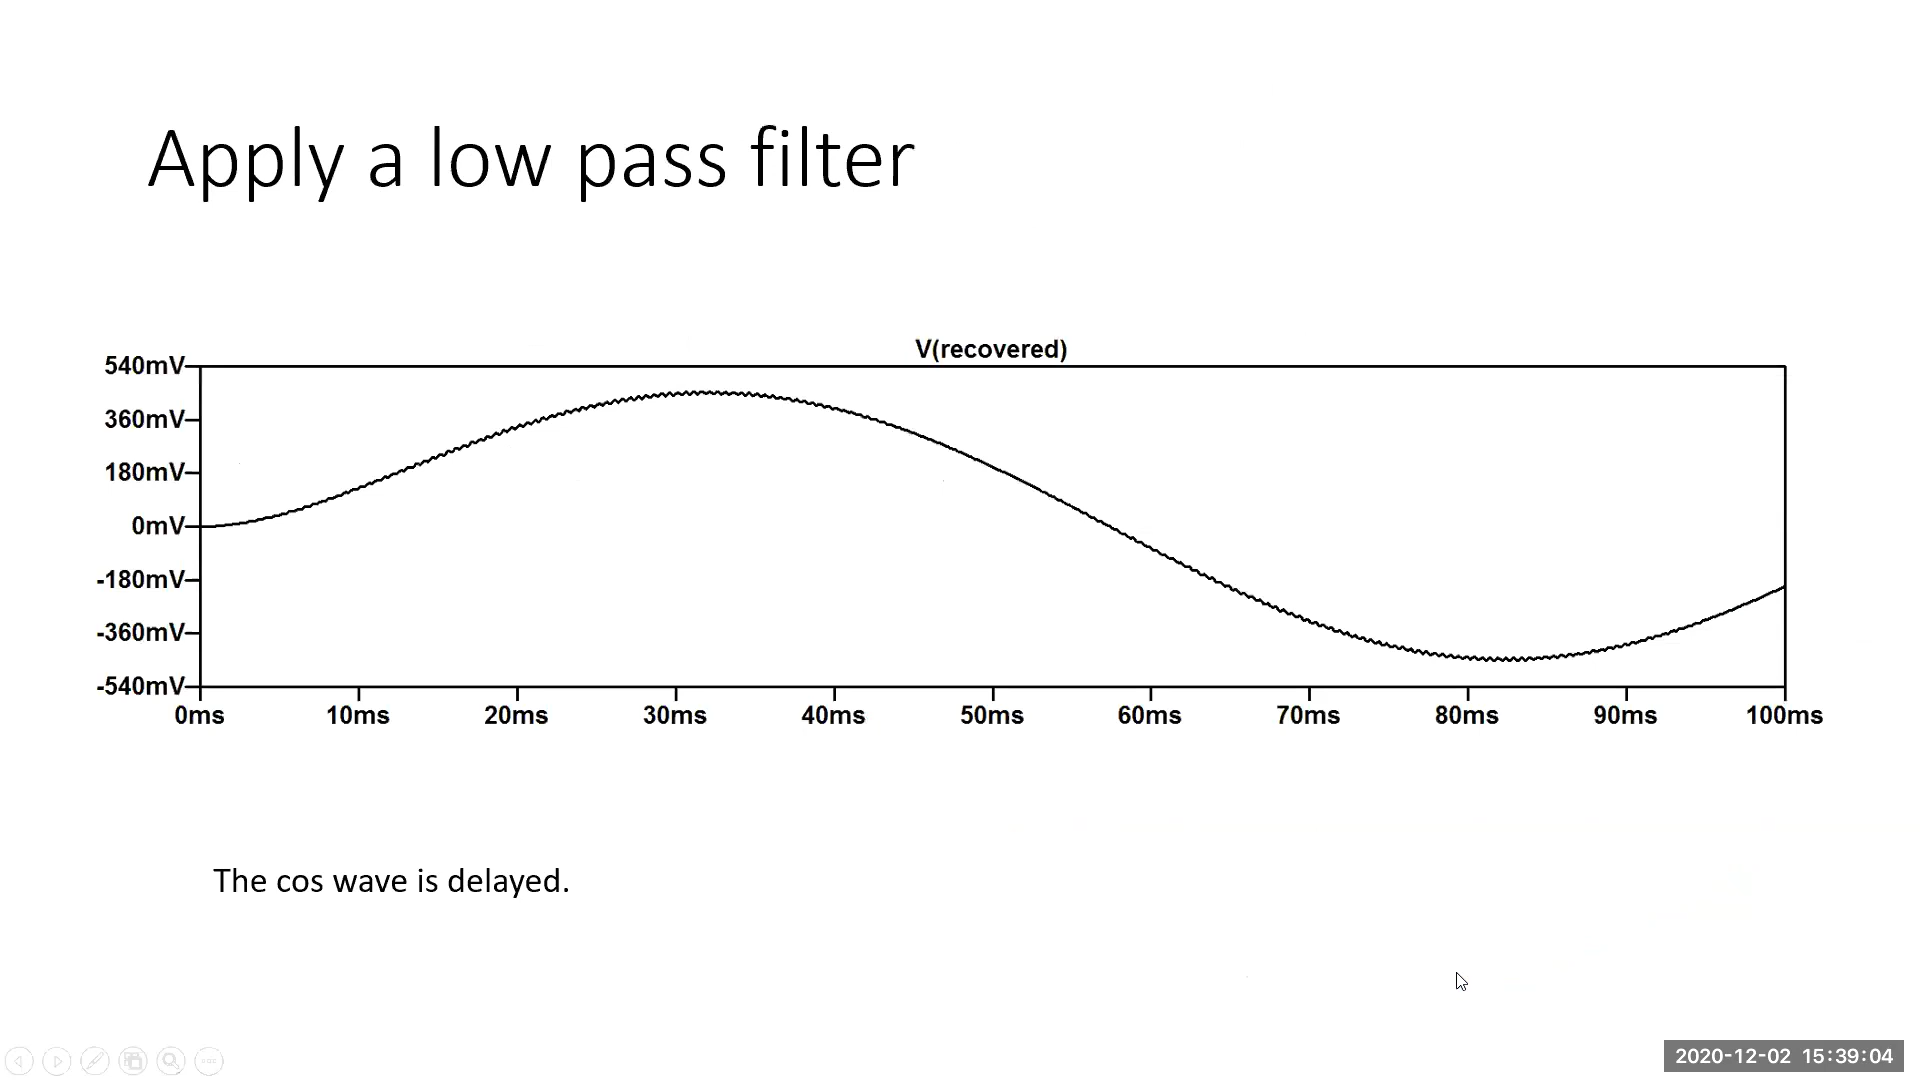 Apply a low pass filter
V(recovered)
540mV
360mV
180mV
0mV
-180mV
-360mV
-540mV
0ms 10ms 20ms 30ms 40ms 50ms 60ms 70ms 80ms 90ms 100ms
The cos wave is delayed.
2020-12-02 15:39:04